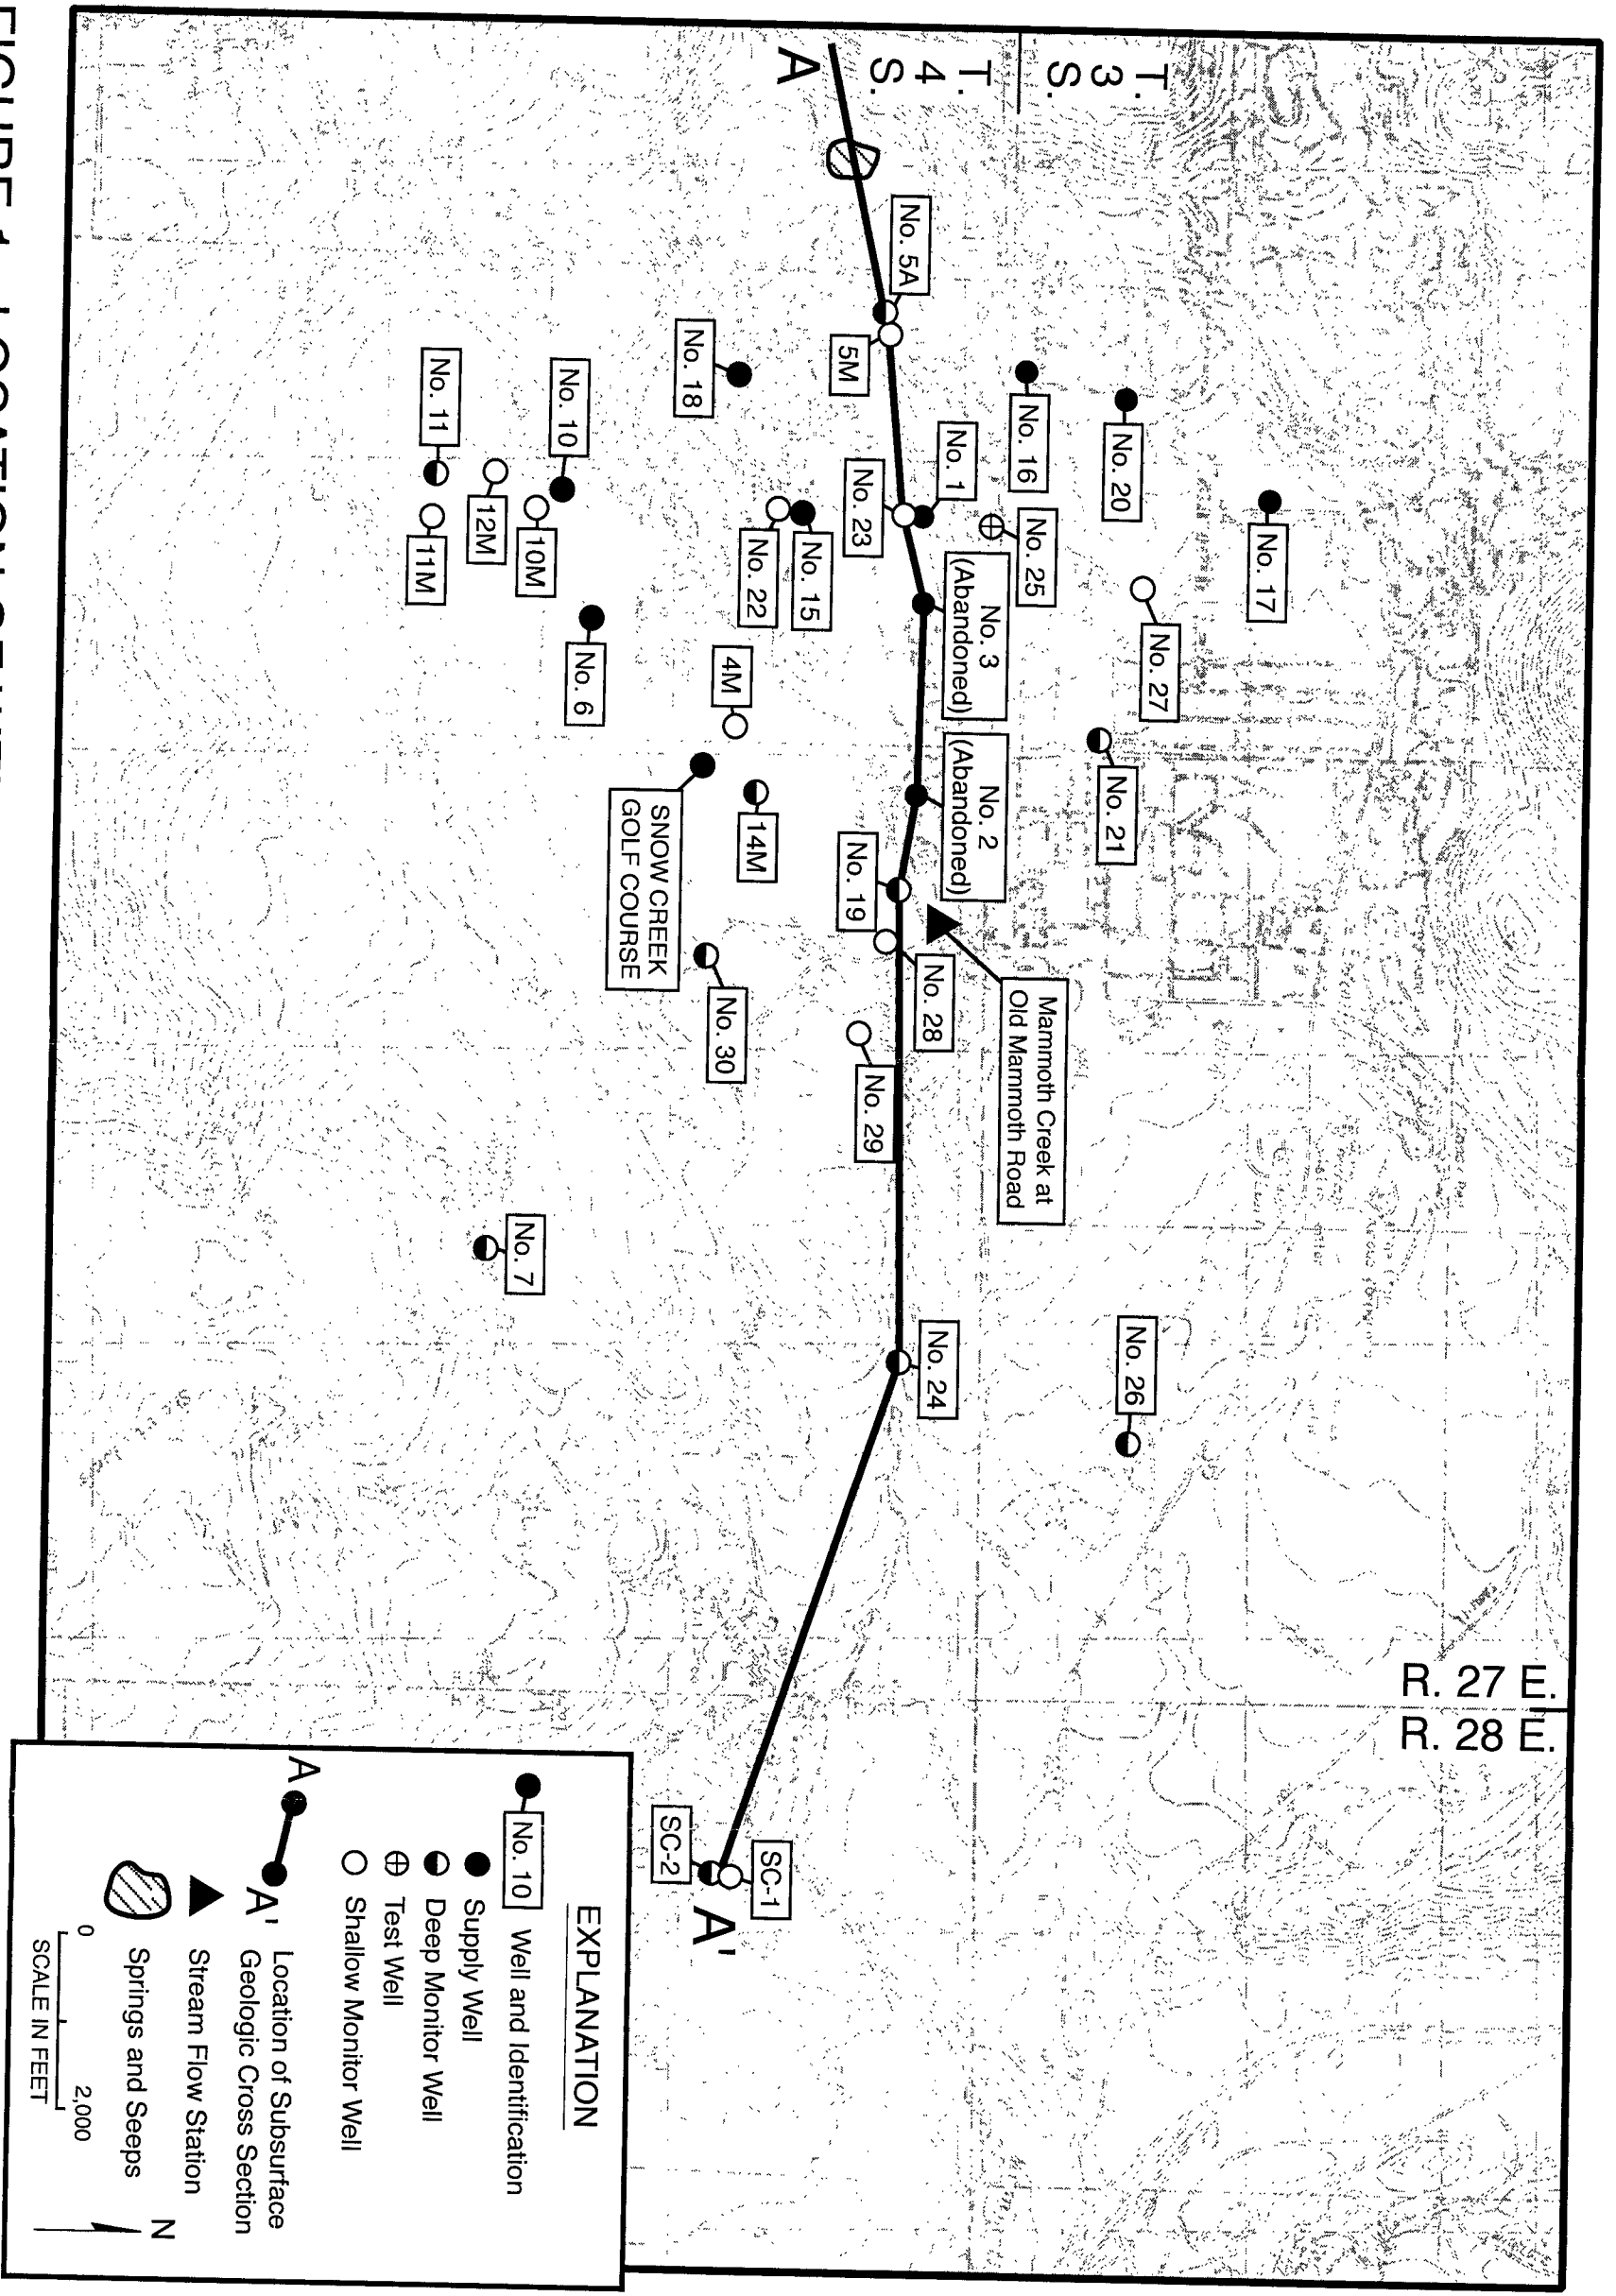 T. 3 S.
T. 4 S.
A
R. 27 E.
R. 28 E.
No. 17
No. 20
No. 16
No. 27
No. 21
No. 26
No. 25
No. 5A
5M
No. 1
No. 23
No. 3
(Abandoned)
No. 2
(Abandoned)
Mammoth Creek at
Old Mammoth Road
No. 19
No. 28
No. 29
No. 24
No. 18
No. 15
No. 22
4M
14M
SNOW CREEK
GOLF COURSE
No. 30
No. 10
10M
12M
No. 11
11M
No. 6
No. 7
SC-1
SC-2
A'
EXPLANATION
No. 10
Well and Identification
Supply Well
Deep Monitor Well
Test Well
Shallow Monitor Well
A
A'
Location of Subsurface
Geologic Cross Section
Stream Flow Station
Springs and Seeps
0
2,000
SCALE IN FEET
N